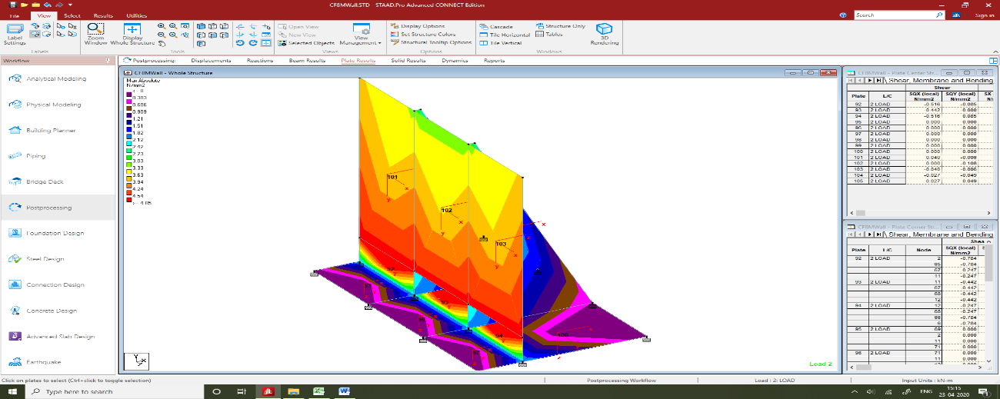 CF8MWall.STD - STAAD.Pro Advanced CONNECT Edition
File View Select Results Utilities Search Sign in
Label Settings
Labels
Zoom Window
Display Whole Structure
Tools
Open View
New View
Selected Objects
View Management
Views
Display Options
Set Structure Colors
Structural Tooltip Options
Options
Cascade
Tile Horizontal
Tile Vertical
Structure Only
Tables
Windows
3D Rendering
Workflow
Postprocessing: Displacements Reactions Beam Results Plate Results Solid Results Dynamics Reports
Analytical Modeling
Physical Modeling
Building Planner
Piping
Bridge Deck
Postprocessing
Foundation Design
Steel Design
Connection Design
Concrete Design
Advanced Slab Design
Earthquake
CF8MWall - Whole Structure
Max Absolute
N/mm2
<= 0
0.303
0.606
0.909
1.21
1.51
1.82
2.12
2.42
2.73
3.03
3.33
3.63
3.94
4.24
4.54
>= 4.85
101
x
y
102
x
y
103
x
y
92
93
94
100
Y
X
Z
Load 2
CF8MWall - Plate Center Str...
Shear, Membrane and Bending
Shear
Plate L/C SQX (local) N/mm2 SQY (local) N/mm2 SX
92 2 LOAD -0.516 -0.085
93 2 LOAD -0.442 -0.000
94 2 LOAD -0.516 0.085
95 2 LOAD 0.000 0.000
96 2 LOAD 0.000 0.000
97 2 LOAD 0.000 0.000
98 2 LOAD 0.000 0.000
99 2 LOAD 0.000 0.000
100 2 LOAD 0.000 0.000
101 2 LOAD 0.040 -0.006
102 2 LOAD 0.000 -0.108
103 2 LOAD -0.040 -0.006
104 2 LOAD -0.027 -0.049
105 2 LOAD 0.027 0.049
CF8MWall - Plate Corner Str...
Shear, Membrane and Bending
Shea
Plate L/C Node SQX (local) N/mm2 S
92 2 LOAD 2 -0.784
65 -0.784
67 -0.247
11 -0.247
93 2 LOAD 11 -0.442
67 -0.442
68 -0.442
12 -0.442
94 2 LOAD 12 -0.247
68 -0.247
66 -0.784
6 -0.784
95 2 LOAD 69 0.000
2 0.000
11 0.000
71 0.000
96 2 LOAD 71 0.000
11 0.000
Click on plates to select (Ctrl+click to toggle selection) Postprocessing Workflow Load : 2: LOAD Input Units : kN-m
Type here to search ENG 15:15
23-04-2020